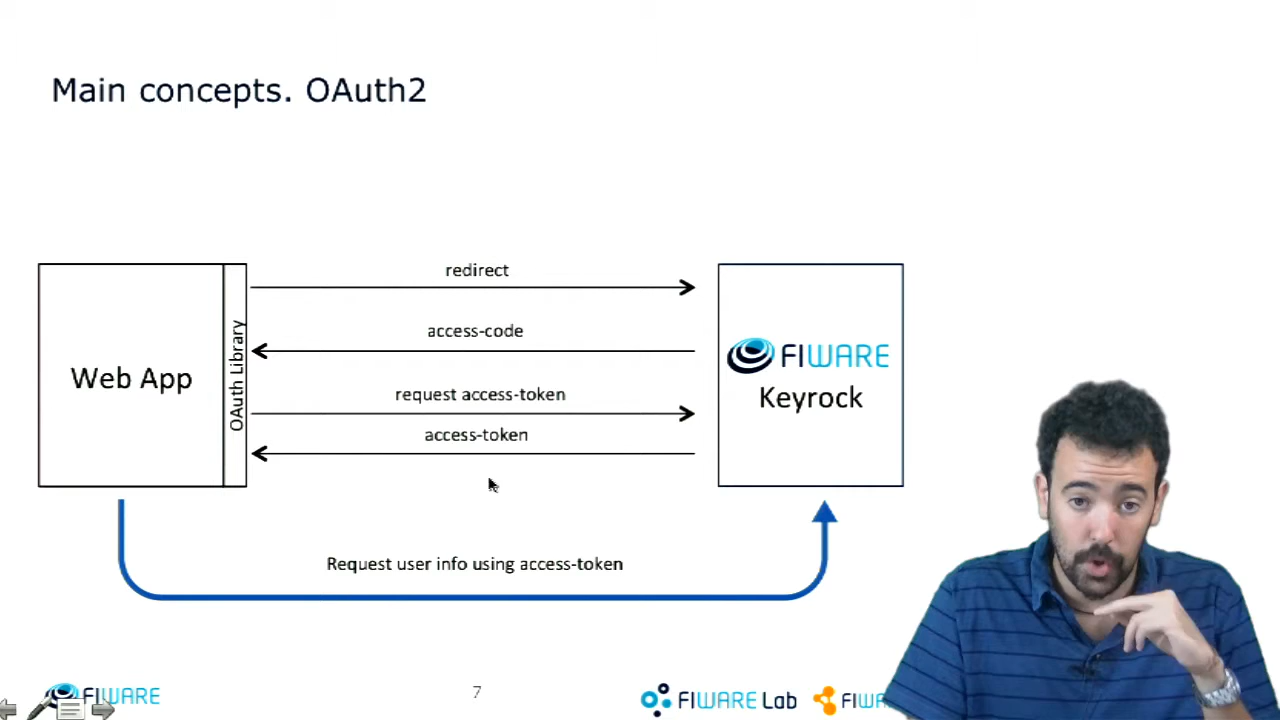 Main concepts. OAuth2
redirect
access-code
request access-token
access-token
Web App
OAuth Library
FIWARE
Keyrock
Request user info using access-token
FIWARE
7
FIWARE Lab
FIWA